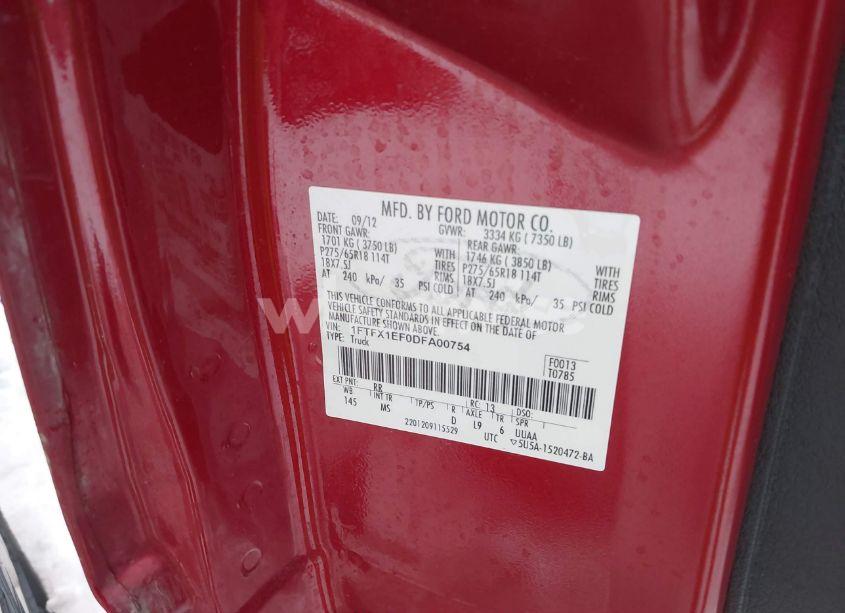 MFD. BY FORD MOTOR CO.
DATE: 09/12 GVWR: 3334 KG ( 7350 LB)
FRONT GAWR: REAR GAWR:
1701 KG ( 3750 LB) WITH 1746 KG ( 3850 LB) WITH
P275/65R18 114T TIRES P275/65R18 114T TIRES
18X7.5J RIMS 18X7.5J RIMS
AT 240 kPa/ 35 PSI COLD AT 240 kPa/ 35 PSI COLD
THIS VEHICLE CONFORMS TO ALL APPLICABLE FEDERAL MOTOR
VEHICLE SAFETY STANDARDS IN EFFECT ON THE DATE OF
MANUFACTURE SHOWN ABOVE.
VIN: 1FTFX1EF0DFA00754
TYPE: Truck
F0013
T0785
EXT PNT: RR RC: 13 DSO:
WB INT TR TP/PS R AXLE TR SPR
145 MS D L9 6 UUAA
2201209115529 UTC ▽5U5A-1520472-BA